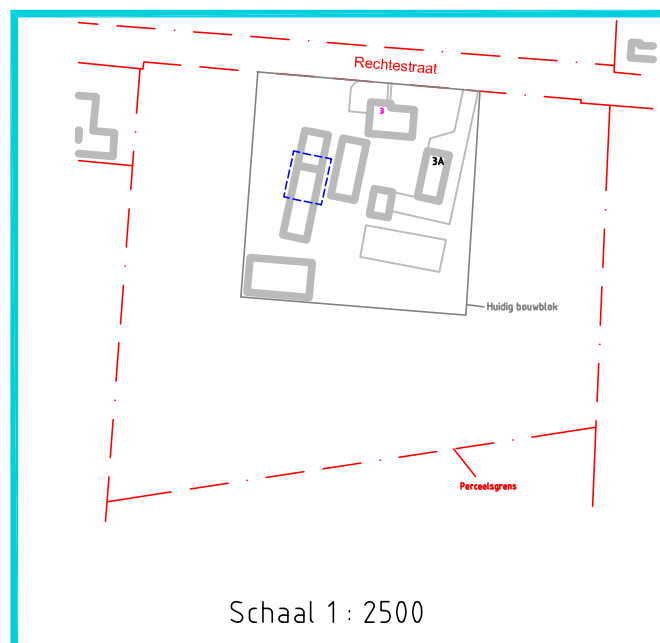 Rechtestraat
3
3A
Huidig bouwblok
Perceelsgrens
Schaal 1 : 2500